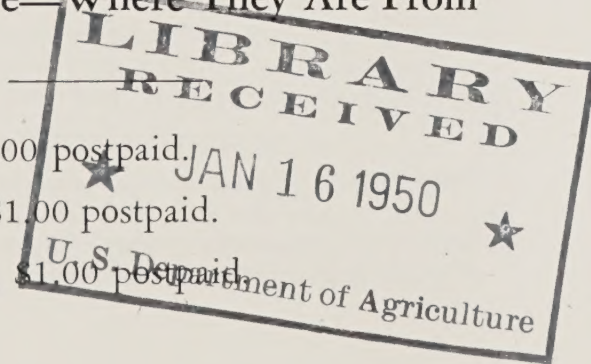 e—Where They Are From
LIBRARY
RECEIVED
00 postpaid.
★ JAN 16 1950 ★
$1.00 postpaid.
$1.00 postpaid.
U. S. Department of Agriculture